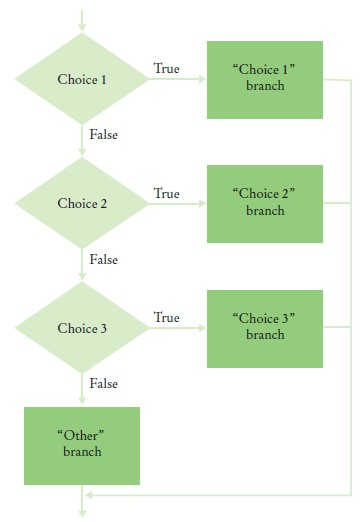 Choice 1
True
“Choice 1”
branch
False
Choice 2
True
“Choice 2”
branch
False
Choice 3
True
“Choice 3”
branch
False
“Other”
branch